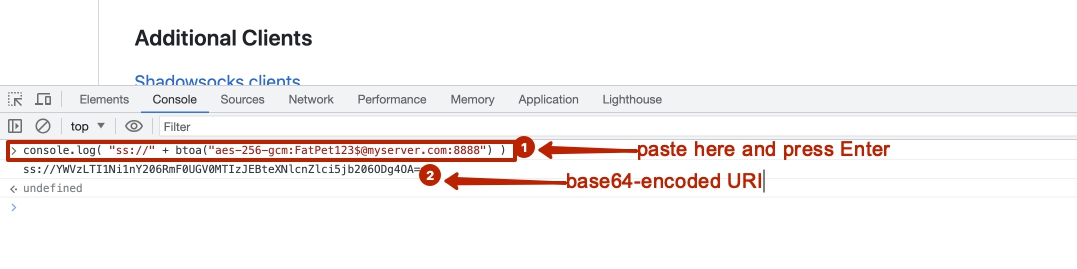 Additional Clients
Shadowsocks clients
Elements Console Sources Network Performance Memory Application Lighthouse
top ▼ Filter
> console.log( "ss://" + btoa("aes-256-gcm:FatPet123$@myserver.com:8888") ) 1 paste here and press Enter
ss://YWVzLTI1Ni1nY206RmF0UGV0MTIzJEBteXNlcnZlci5jb206ODg4OA= 2 base64-encoded URI
undefined
>